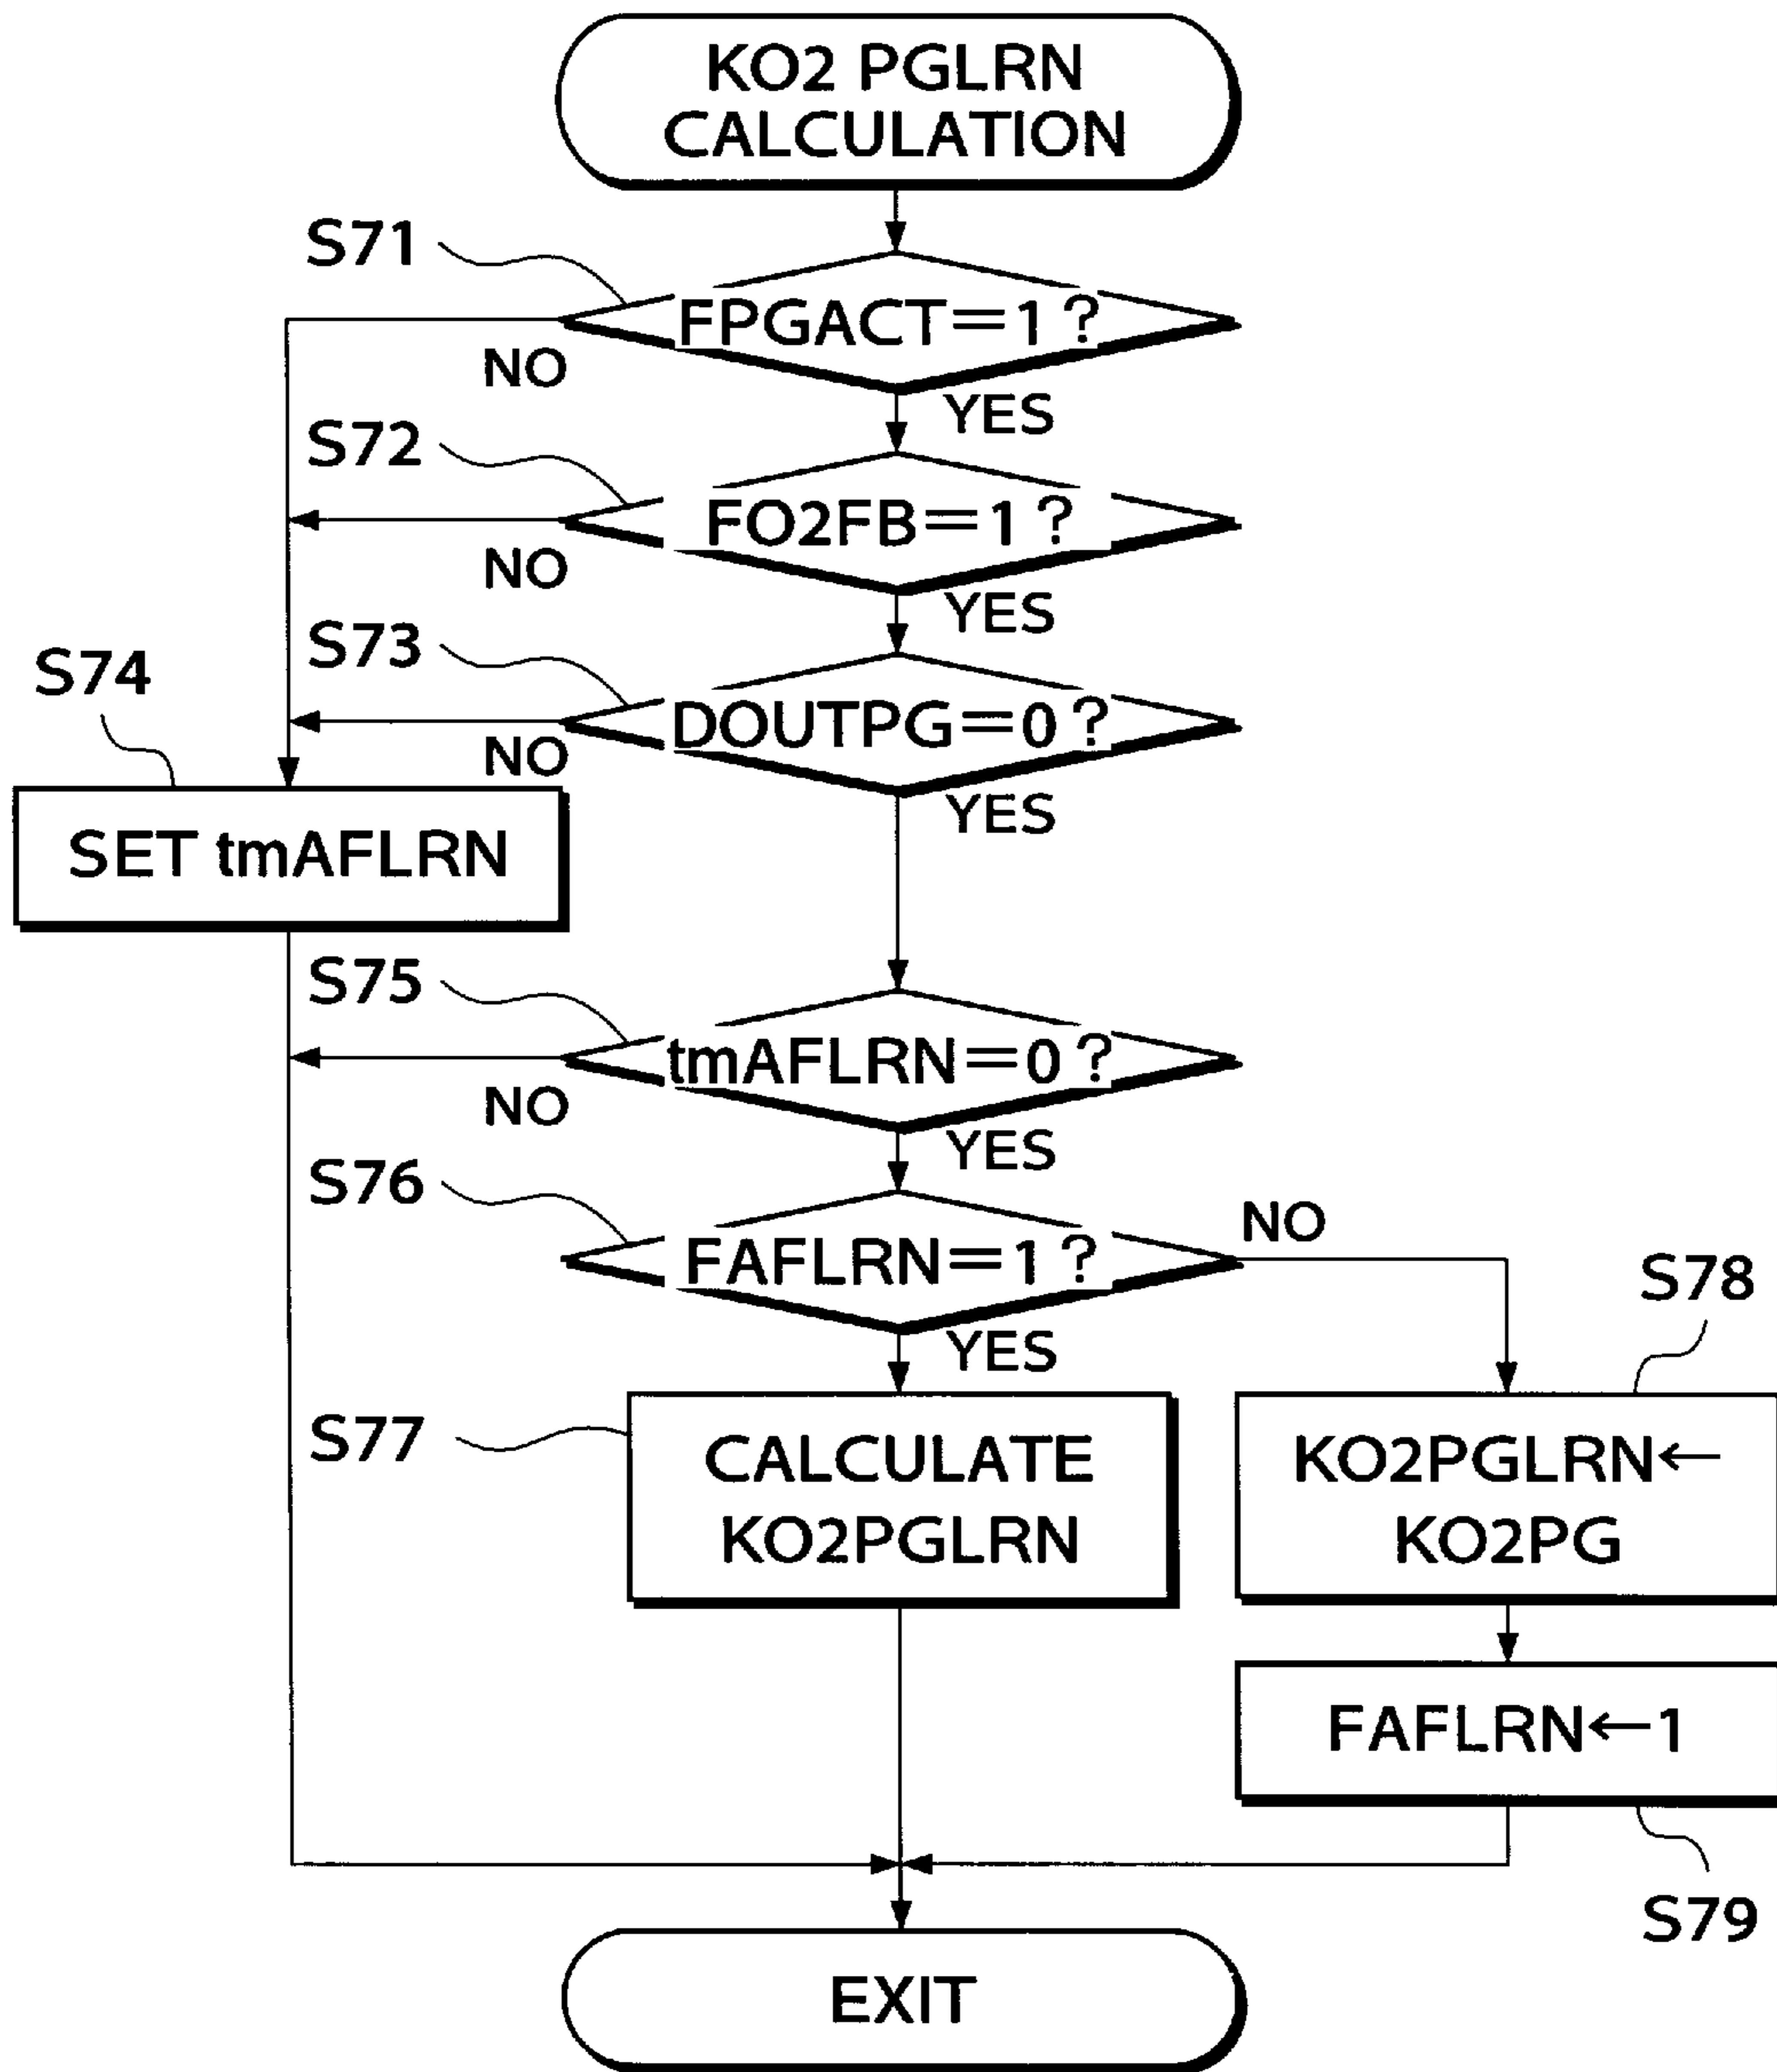 KO2 PGLRN
CALCULATION
S71
FPGACT=1?
NO
YES
S72
FO2FB=1?
NO
YES
S73
DOUTPG=0?
NO
YES
S74
SET tmAFLRN
S75
tmAFLRN=0?
NO
YES
S76
FAFLRN=1?
NO
YES
S77
CALCULATE
KO2PGLRN
S78
KO2PGLRN←
KO2PG
FAFLRN←1
S79
EXIT